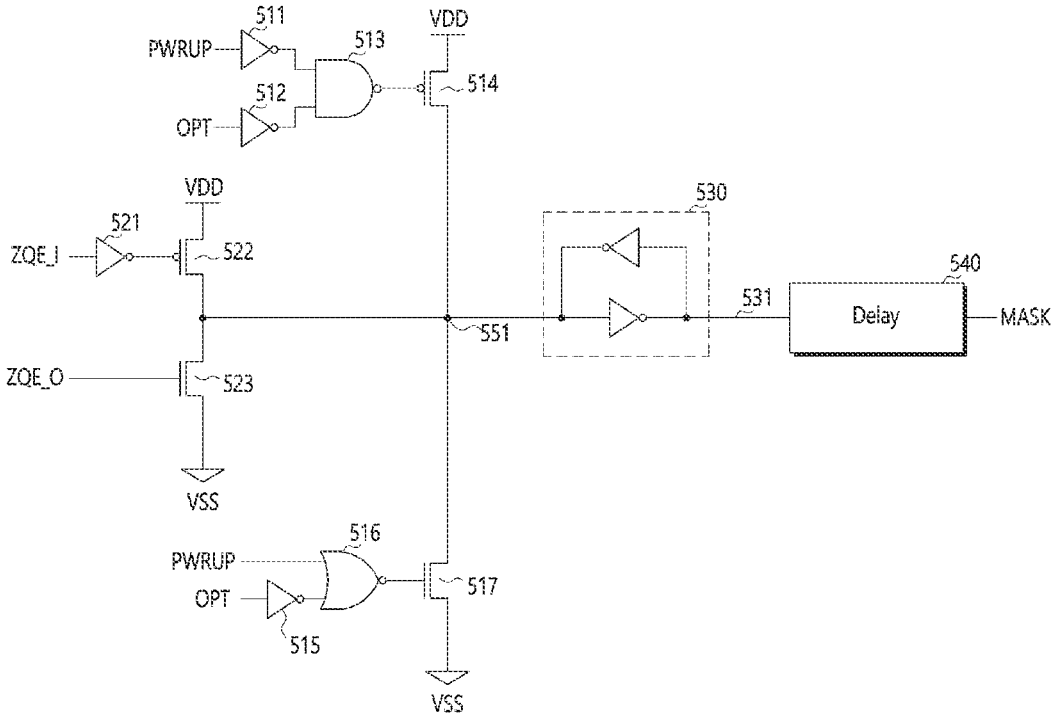 511
VDD
PWRUP
513
514
512
OPT
VDD
521
530
ZQE_I
522
540
531
Delay
MASK
551
ZQE_O
523
VSS
516
PWRUP
517
OPT
515
VSS